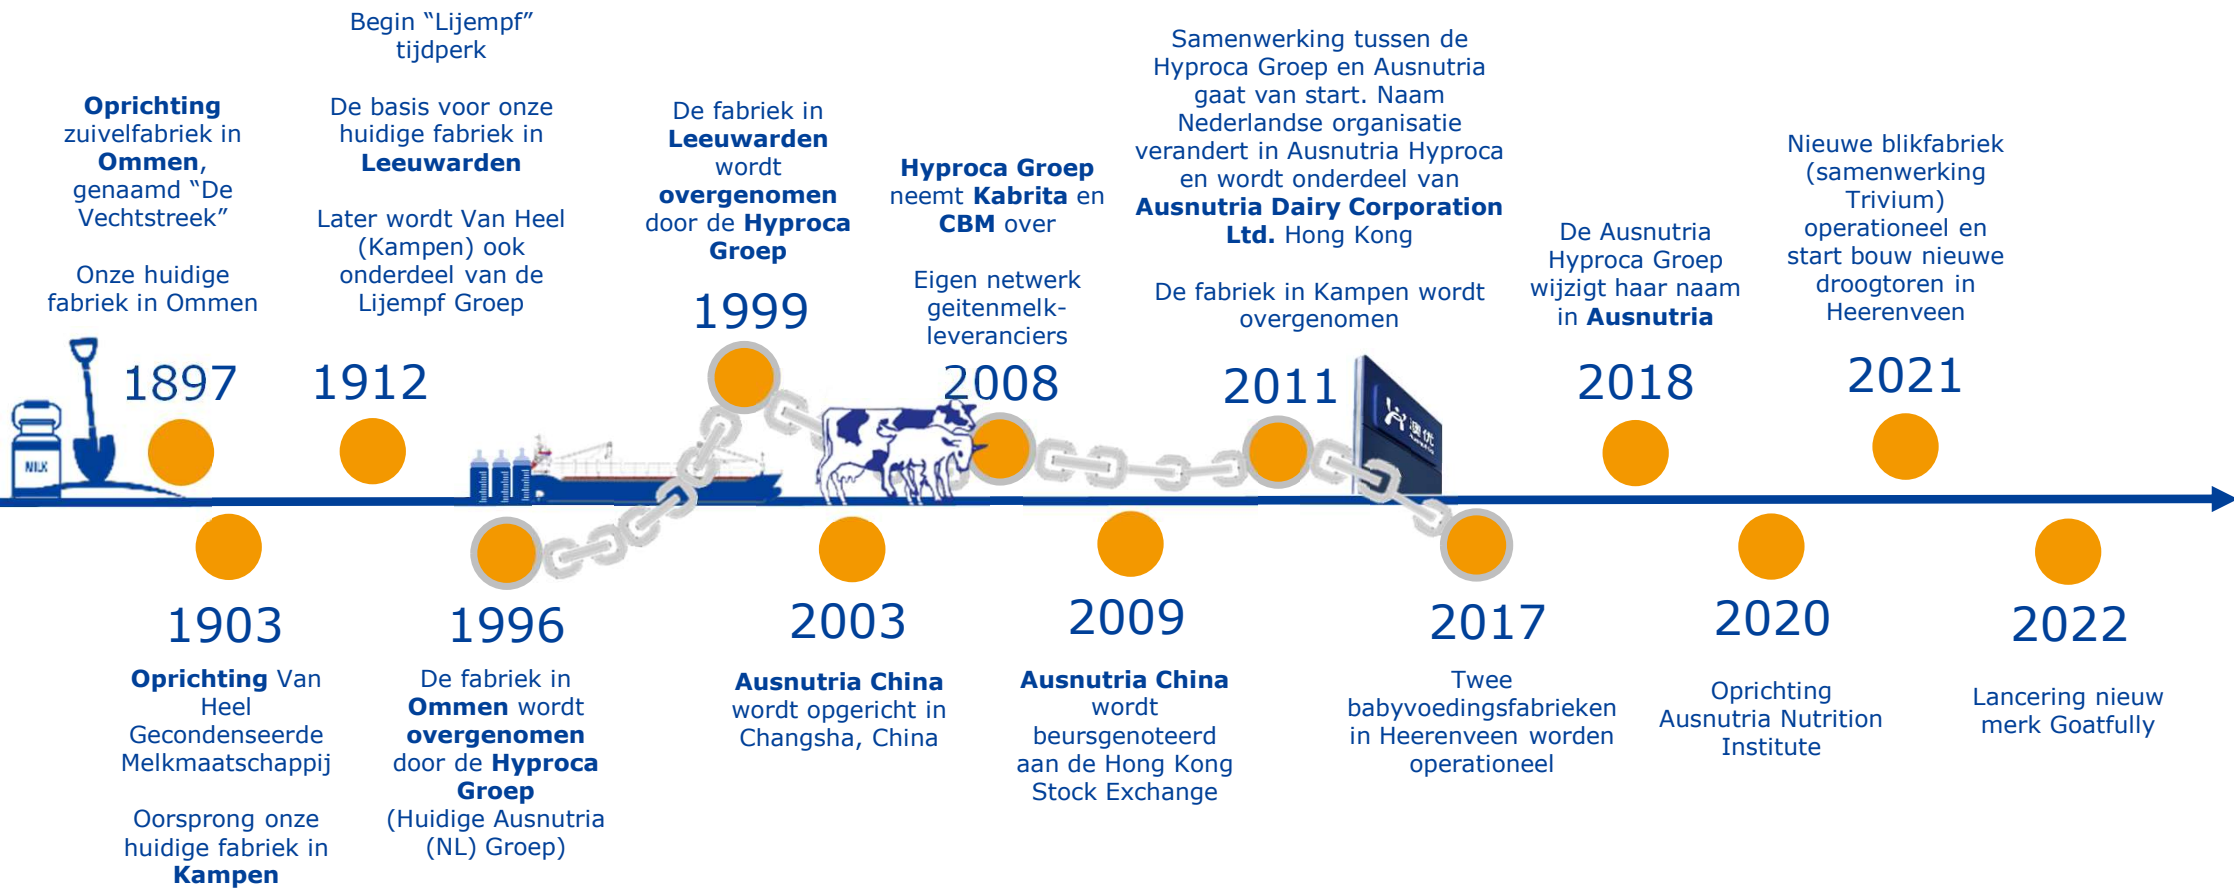 Begin “Lijempf”
tijdperk
De basis voor onze
huidige fabriek in
Leeuwarden
Later wordt Van Heel
(Kampen) ook
onderdeel van de
Lijempf Groep
1912
Oprichting
zuivelfabriek in
Ommen,
genaamd “De
Vechtstreek”
Onze huidige
fabriek in Ommen
1897
De fabriek in
Leeuwarden
wordt
overgenomen
door de Hyproca
Groep
1999
Hyproca Groep
neemt Kabrita en
CBM over
Eigen netwerk
geitenmelk-
leveranciers
2008
Samenwerking tussen de
Hyproca Groep en Ausnutria
gaat van start. Naam
Nederlandse organisatie
verandert in Ausnutria Hyproca
en wordt onderdeel van
Ausnutria Dairy Corporation
Ltd. Hong Kong
De fabriek in Kampen wordt
overgenomen
2011
De Ausnutria
Hyproca Groep
wijzigt haar naam
in Ausnutria
2018
Nieuwe blikfabriek
(samenwerking
Trivium)
operationeel en
start bouw nieuwe
droogtoren in
Heerenveen
2021
MILK
澳优
1903
Oprichting Van
Heel
Gecondenseerde
Melkmaatschappij
Oorsprong onze
huidige fabriek in
Kampen
1996
De fabriek in
Ommen wordt
overgenomen
door de Hyproca
Groep
(Huidige Ausnutria
(NL) Groep)
2003
Ausnutria China
wordt opgericht in
Changsha, China
2009
Ausnutria China
wordt
beursgenoteerd
aan de Hong Kong
Stock Exchange
2017
Twee
babyvoedingsfabrieken
in Heerenveen worden
operationeel
2020
Oprichting
Ausnutria Nutrition
Institute
2022
Lancering nieuw
merk Goatfully